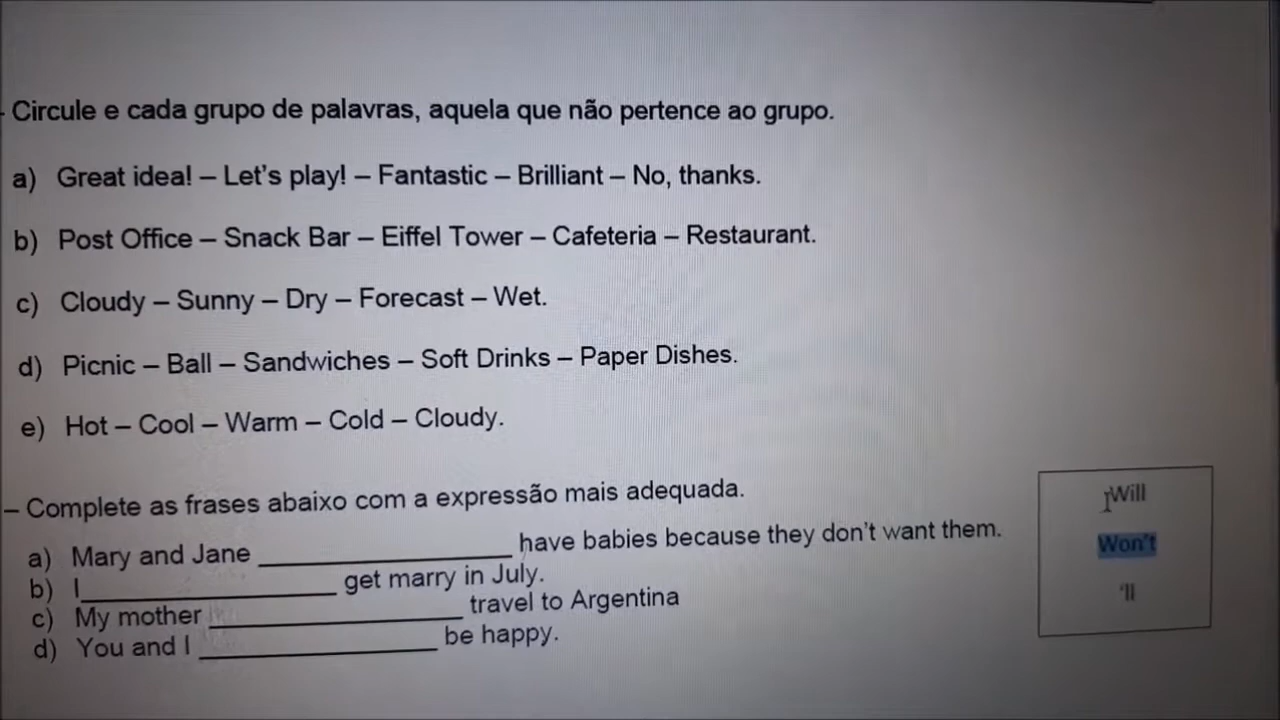 - Circule e cada grupo de palavras, aquela que não pertence ao grupo.
a) Great idea! – Let's play! – Fantastic – Brilliant – No, thanks.
b) Post Office – Snack Bar – Eiffel Tower – Cafeteria – Restaurant.
c) Cloudy – Sunny – Dry – Forecast – Wet.
d) Picnic – Ball – Sandwiches – Soft Drinks – Paper Dishes.
e) Hot – Cool – Warm – Cold – Cloudy.
– Complete as frases abaixo com a expressão mais adequada.
a) Mary and Jane ________________ have babies because they don't want them.
b) I________________ get marry in July.
c) My mother ________________ travel to Argentina
d) You and I ________________ be happy.
Will
Won't
'll